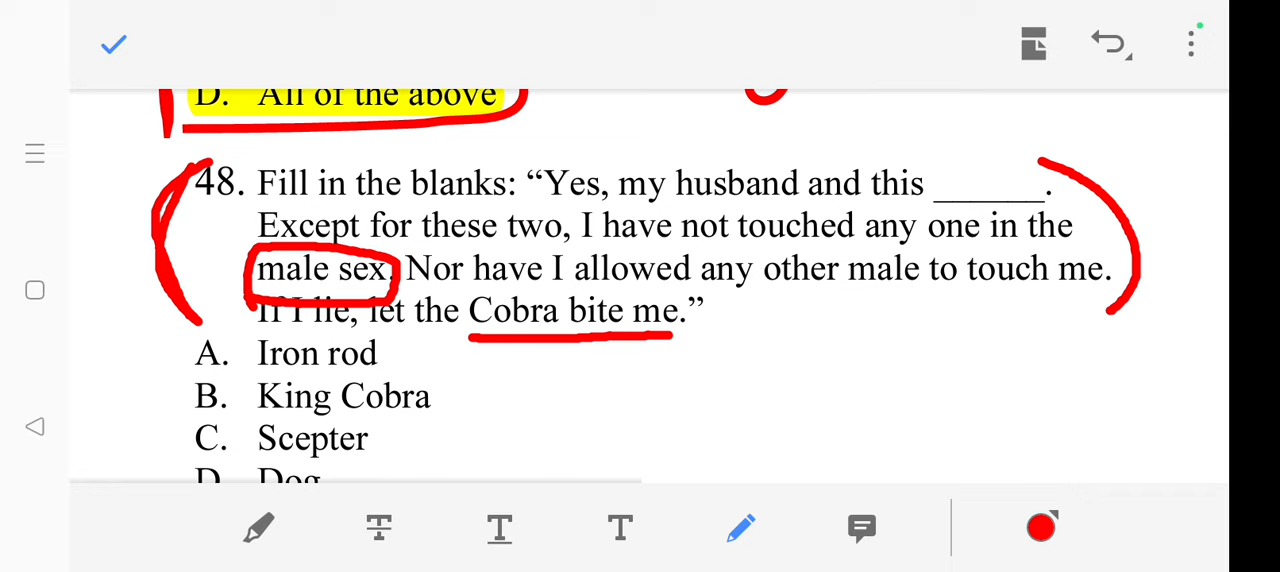 D. All of the above
48. Fill in the blanks: “Yes, my husband and this ______.
Except for these two, I have not touched any one in the
male sex. Nor have I allowed any other male to touch me.
If I lie, let the Cobra bite me.”
A. Iron rod
B. King Cobra
C. Scepter
D. Dog
T
T
T